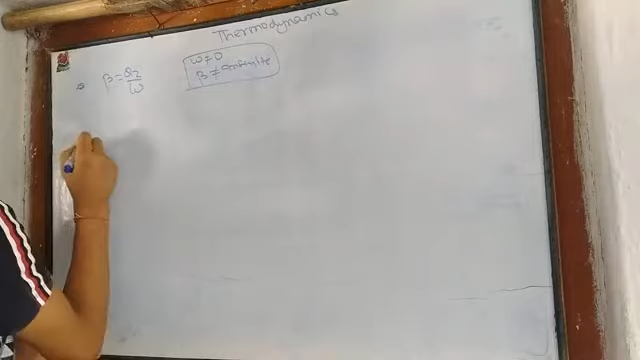 Thermodynamics
⇒ β = Q₂/W
W≠0
β ≠ infinite